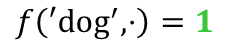 f('dog',·) = 1